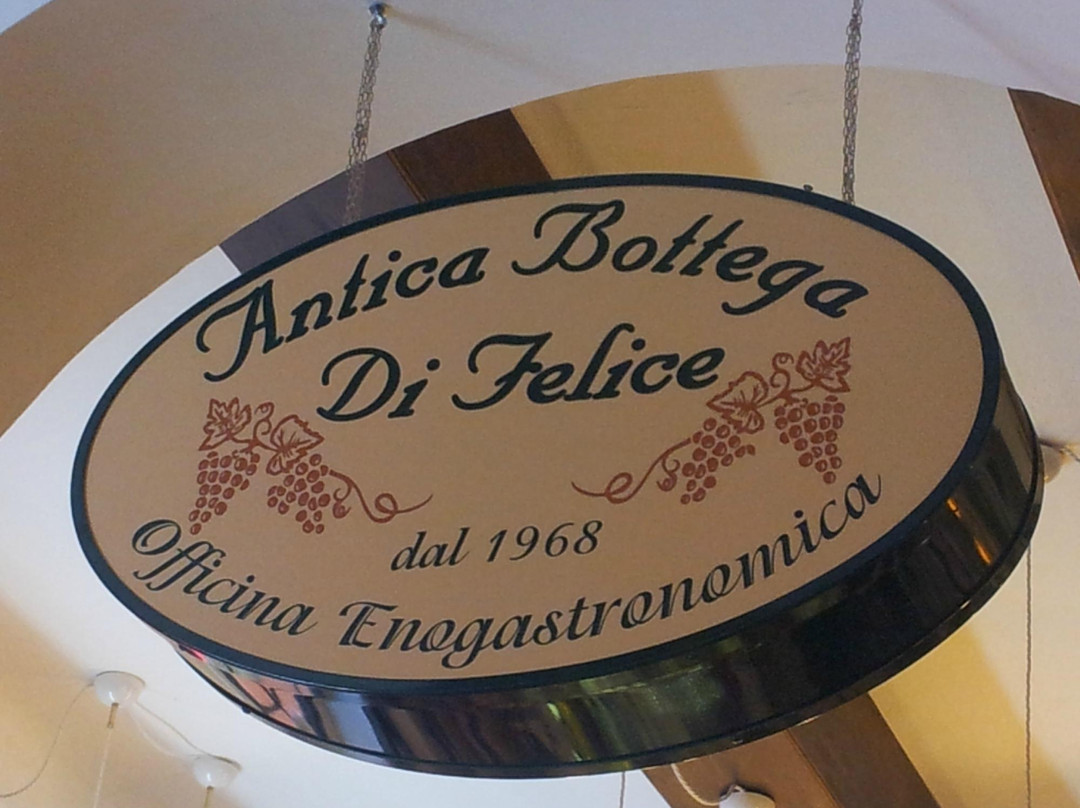 Antica Bottega
Di Felice
dal 1968
Officina Enogastronomica